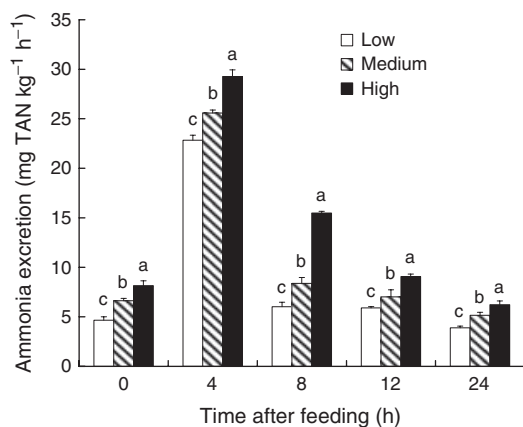 Ammonia excretion (mg TAN kg⁻¹ h⁻¹)
35
30
25
20
15
10
5
0
Low
Medium
High
c b a
c b a
c b a
c b a
c b a
0 4 8 12 24
Time after feeding (h)